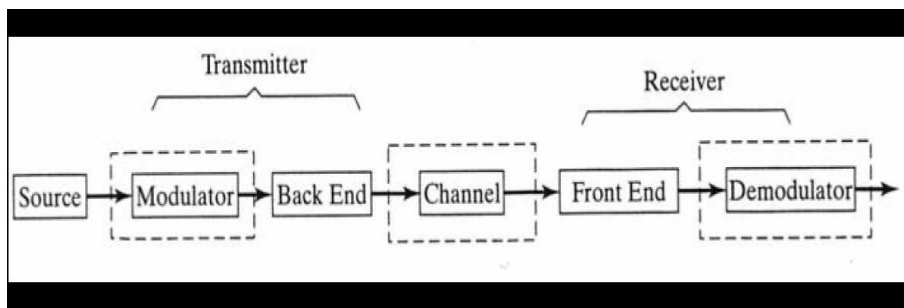 Transmitter
Receiver
Source
Modulator
Back End
Channel
Front End
Demodulator